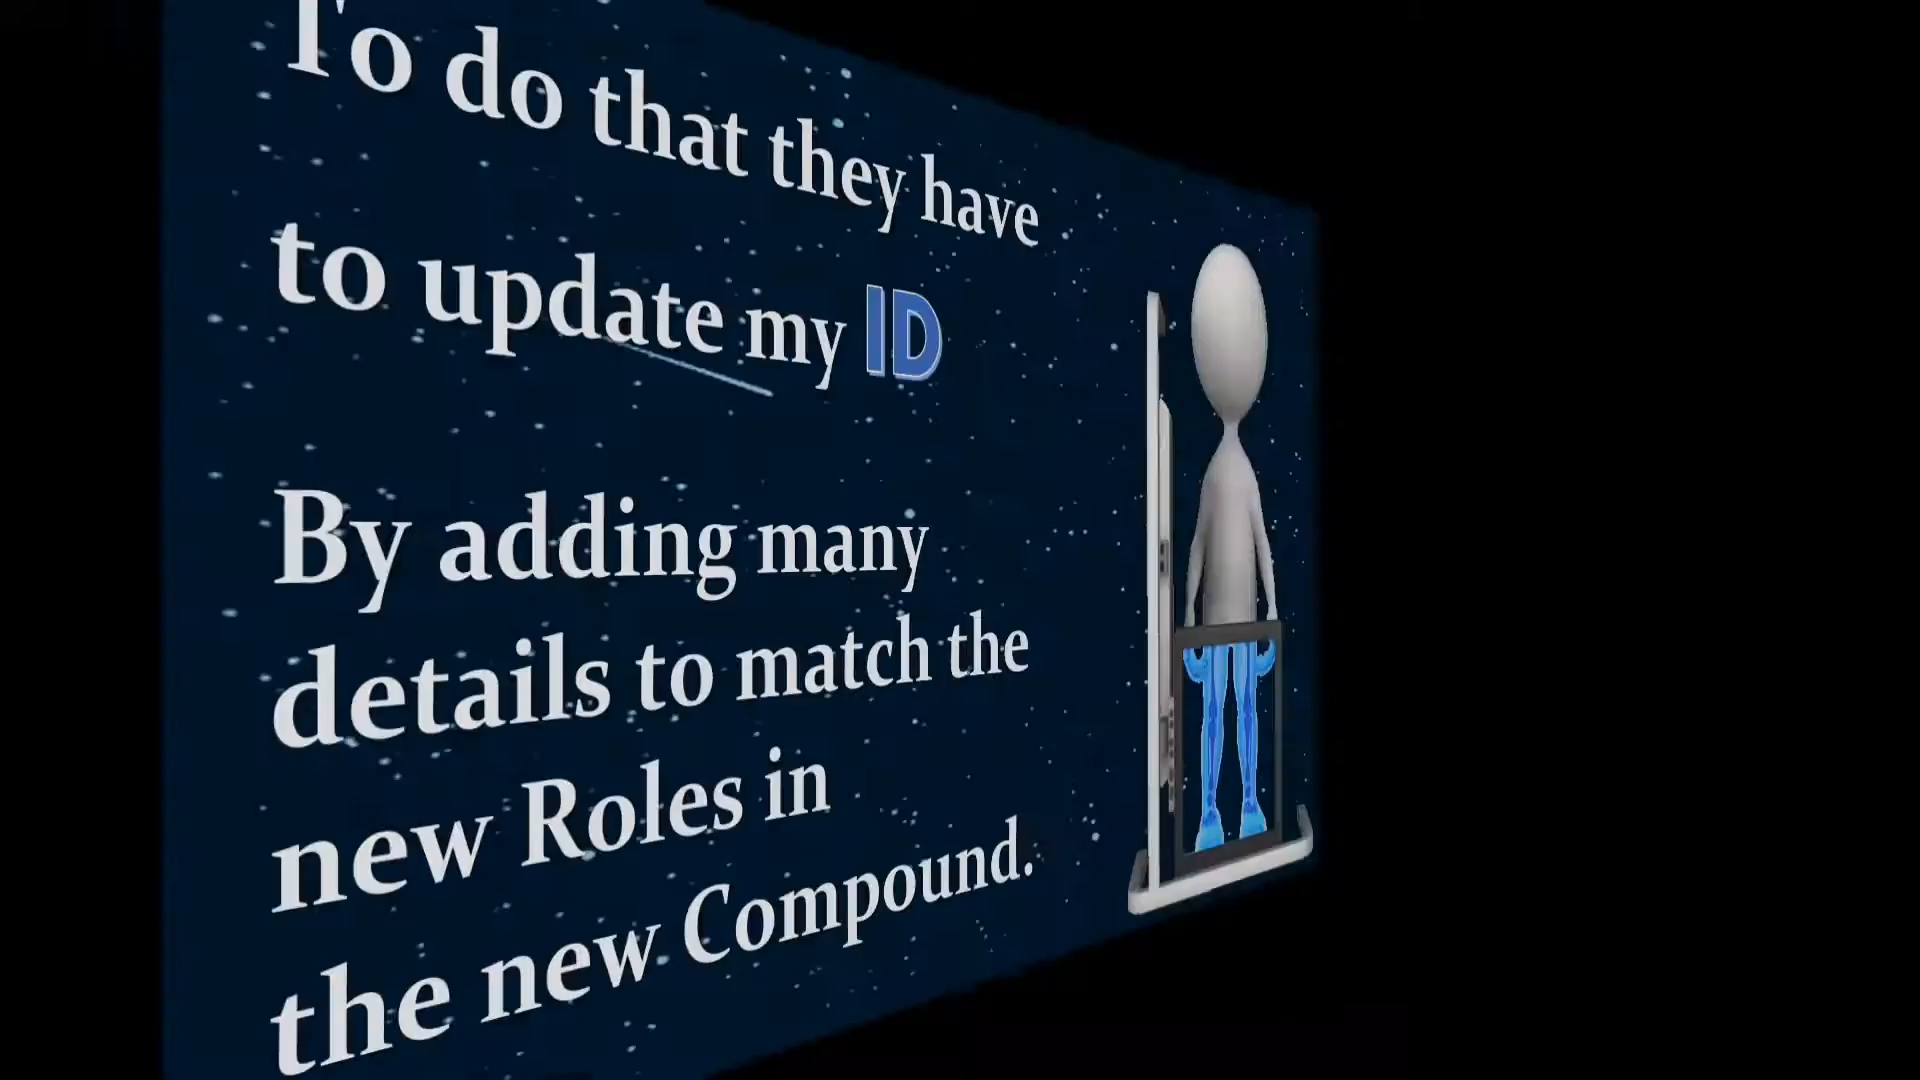 To do that they have
to update my ID
By adding many
details to match the
new Roles in
the new Compound.